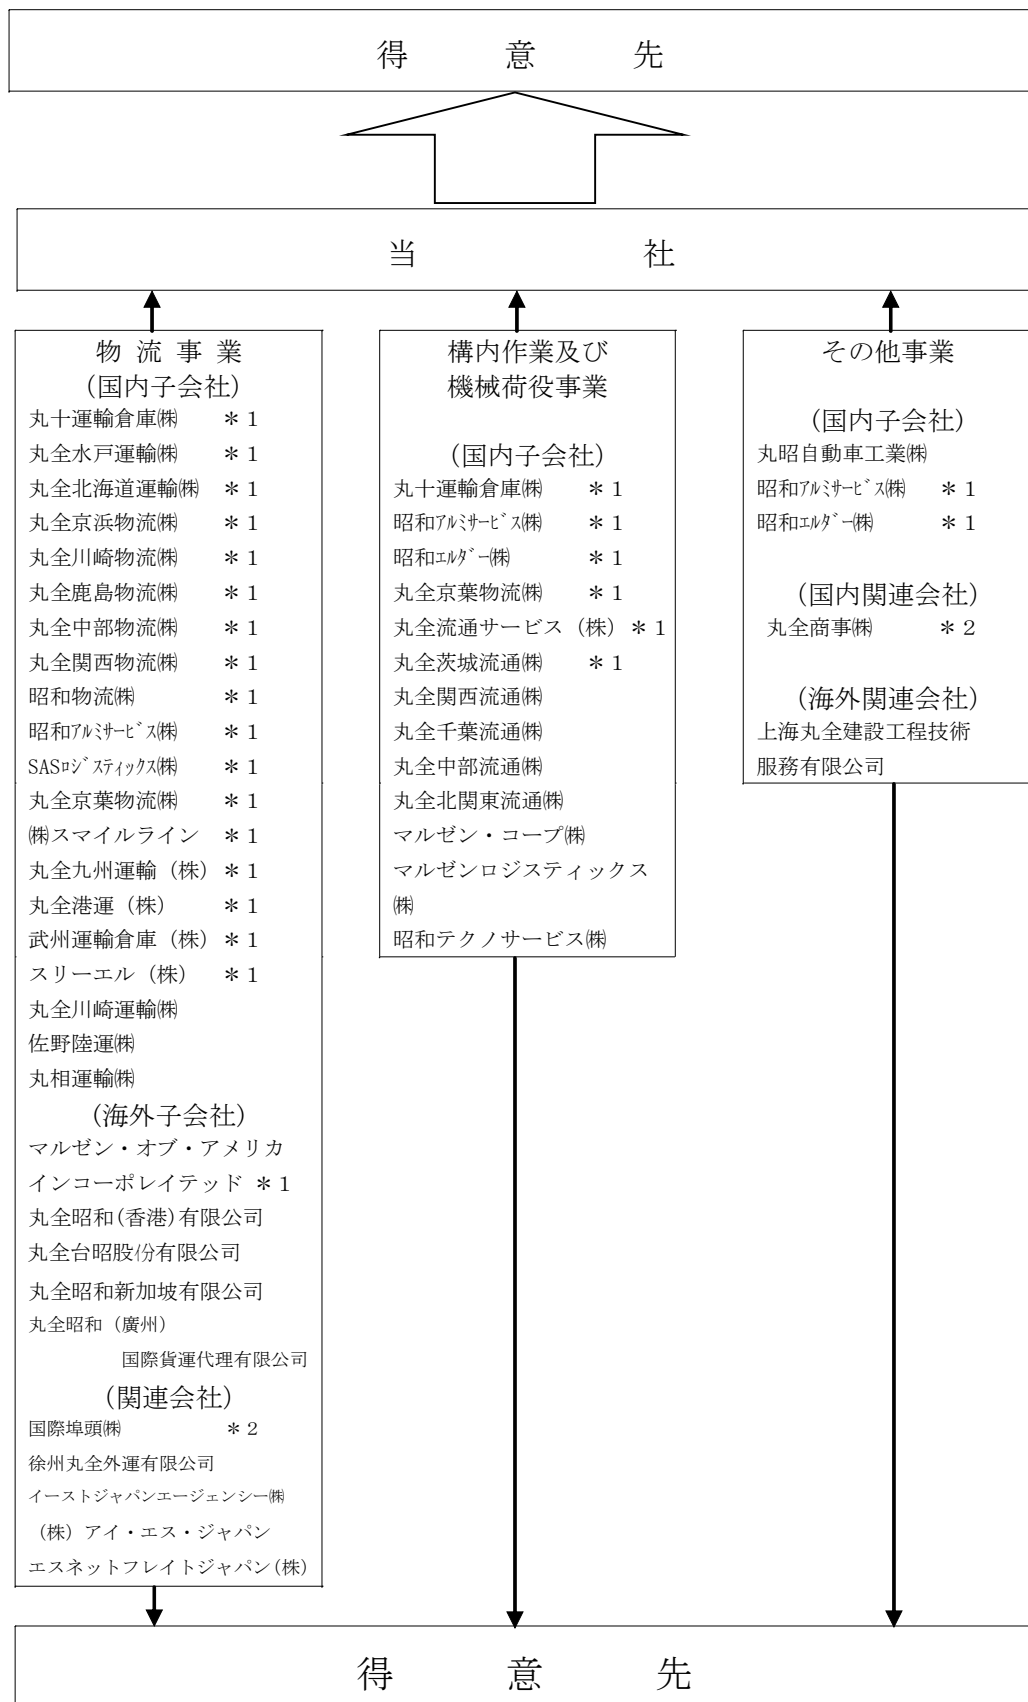 得意先
当社
物流事業
(国内子会社)
丸十運輸倉庫㈱ ＊1
丸全水戸運輸㈱ ＊1
丸全北海道運輸㈱ ＊1
丸全京浜物流㈱ ＊1
丸全川崎物流㈱ ＊1
丸全鹿島物流㈱ ＊1
丸全中部物流㈱ ＊1
丸全関西物流㈱ ＊1
昭和物流㈱ ＊1
昭和ｱﾙﾐｻｰﾋﾞｽ㈱ ＊1
SASﾛｼﾞｽﾃｨｯｸｽ㈱ ＊1
丸全京葉物流㈱ ＊1
㈱スマイルライン ＊1
丸全九州運輸（株）＊1
丸全港運（株） ＊1
武州運輸倉庫（株）＊1
スリーエル（株） ＊1
丸全川崎運輸㈱
佐野陸運㈱
丸相運輸㈱
(海外子会社)
マルゼン・オブ・アメリカ
インコーポレイテッド ＊1
丸全昭和(香港)有限公司
丸全台昭股份有限公司
丸全昭和新加坡有限公司
丸全昭和（廣州）
国際貨運代理有限公司
(関連会社)
国際埠頭㈱ ＊2
徐州丸全外運有限公司
イーストジャパンエージェンシー㈱
（株）アイ・エス・ジャパン
エスネットフレイトジャパン(株)
構内作業及び
機械荷役事業
(国内子会社)
丸十運輸倉庫㈱ ＊1
昭和ｱﾙﾐｻｰﾋﾞｽ㈱ ＊1
昭和ｴﾙﾀﾞｰ㈱ ＊1
丸全京葉物流㈱ ＊1
丸全流通サービス（株）＊1
丸全茨城流通㈱ ＊1
丸全関西流通㈱
丸全千葉流通㈱
丸全中部流通㈱
丸全北関東流通㈱
マルゼン・コープ㈱
マルゼンロジスティックス
㈱
昭和テクノサービス㈱
その他事業
(国内子会社)
丸昭自動車工業㈱
昭和ｱﾙﾐｻｰﾋﾞｽ㈱ ＊1
昭和ｴﾙﾀﾞｰ㈱ ＊1
(国内関連会社)
丸全商事㈱ ＊2
(海外関連会社)
上海丸全建設工程技術
服務有限公司
得意先